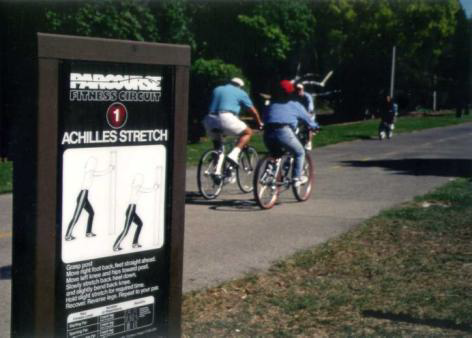 PARCOURSE
FITNESS CIRCUIT
1
ACHILLES STRETCH
Grasp post
Move right foot back, feet straight ahead.
Move left knee and hips toward post.
Slowly stretch back heel down,
and slightly bend back knee.
Hold slight stretch for required time.
Recover. Reverse legs. Repeat to your par.